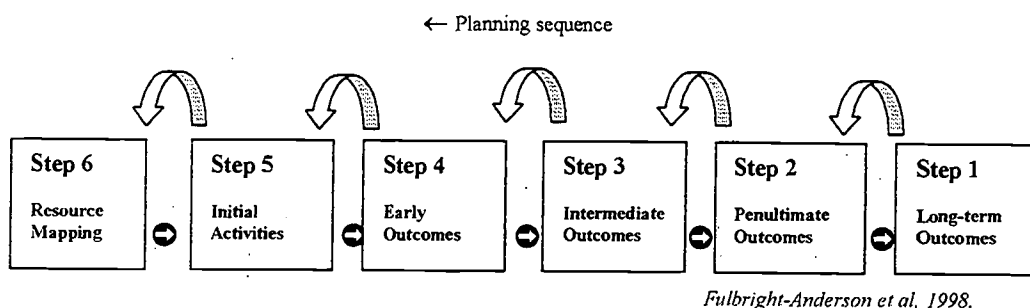 ← Planning sequence
Step 6
Resource
Mapping
Step 5
Initial
Activities
Step 4
Early
Outcomes
Step 3
Intermediate
Outcomes
Step 2
Penultimate
Outcomes
Step 1
Long-term
Outcomes
Fulbright-Anderson et al, 1998.